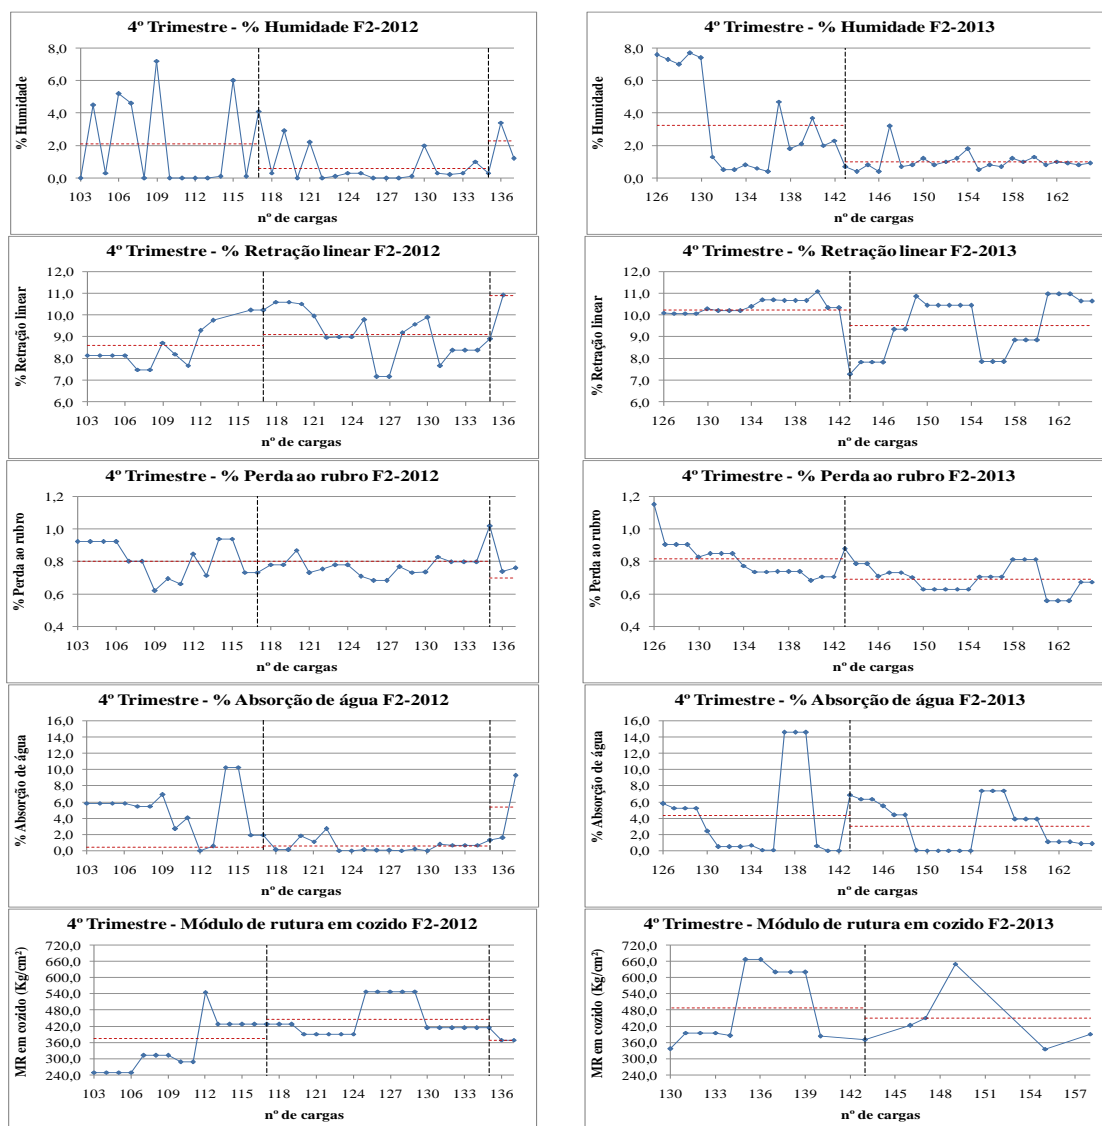 4º Trimestre - % Humidade F2-2012
% Humidade
8,0
6,0
4,0
2,0
0,0
103 106 109 112 115 118 121 124 127 130 133 136
nº de cargas
4º Trimestre - % Humidade F2-2013
% Humidade
8,0
6,0
4,0
2,0
0,0
126 130 134 138 142 146 150 154 158 162
nº de cargas
4º Trimestre - % Retração linear F2-2012
% Retração linear
12,0
11,0
10,0
9,0
8,0
7,0
6,0
103 106 109 112 115 118 121 124 127 130 133 136
nº de cargas
4º Trimestre - % Retração linear F2-2013
% Retração linear
12,0
11,0
10,0
9,0
8,0
7,0
6,0
126 130 134 138 142 146 150 154 158 162
nº de cargas
4º Trimestre - % Perda ao rubro F2-2012
% Perda ao rubro
1,2
1,0
0,8
0,6
0,4
103 106 109 112 115 118 121 124 127 130 133 136
nº de cargas
4º Trimestre - % Perda ao rubro F2-2013
% Perda ao rubro
1,2
1,0
0,8
0,6
0,4
126 130 134 138 142 146 150 154 158 162
nº de cargas
4º Trimestre - % Absorção de água F2-2012
% Absorção de água
16,0
14,0
12,0
10,0
8,0
6,0
4,0
2,0
0,0
103 106 109 112 115 118 121 124 127 130 133 136
nº de cargas
4º Trimestre - % Absorção de água F2-2013
% Absorção de água
16,0
14,0
12,0
10,0
8,0
6,0
4,0
2,0
0,0
126 130 134 138 142 146 150 154 158 162
nº de cargas
4º Trimestre - Módulo de rutura em cozido F2-2012
MR em cozido (Kg/cm²)
720,0
660,0
600,0
540,0
480,0
420,0
360,0
300,0
240,0
103 106 109 112 115 118 121 124 127 130 133 136
nº de cargas
4º Trimestre - Módulo de rutura em cozido F2-2013
MR em cozido (Kg/cm²)
720,0
660,0
600,0
540,0
480,0
420,0
360,0
300,0
240,0
130 133 136 139 142 145 148 151 154 157
nº de cargas